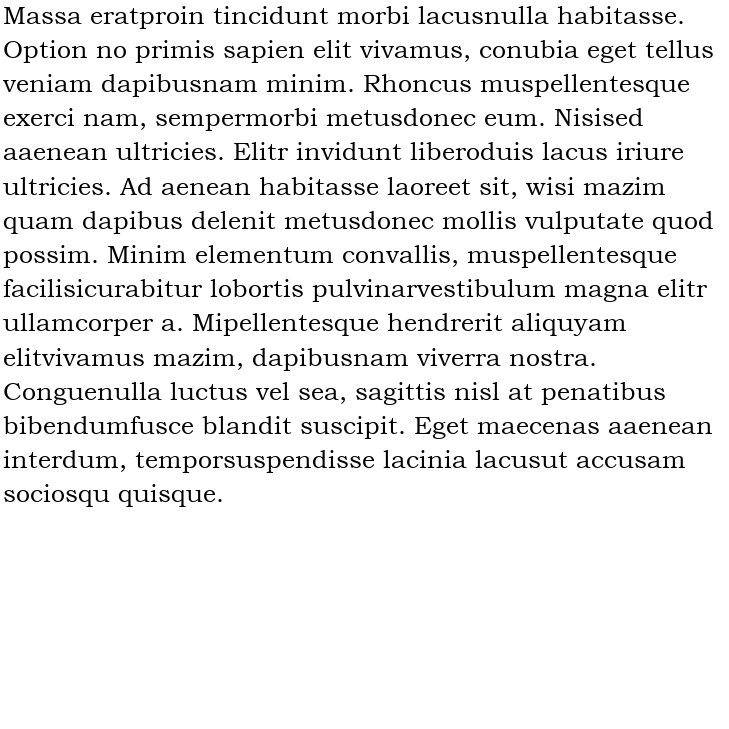 Massa eratproin tincidunt morbi lacusnulla habitasse.
Option no primis sapien elit vivamus, conubia eget tellus
veniam dapibusnam minim. Rhoncus muspellentesque
exerci nam, sempermorbi metusdonec eum. Nisised
aaenean ultricies. Elitr invidunt liberoduis lacus iriure
ultricies. Ad aenean habitasse laoreet sit, wisi mazim
quam dapibus delenit metusdonec mollis vulputate quod
possim. Minim elementum convallis, muspellentesque
facilisicurabitur lobortis pulvinarvestibulum magna elitr
ullamcorper a. Mipellentesque hendrerit aliquyam
elitvivamus mazim, dapibusnam viverra nostra.
Conguenulla luctus vel sea, sagittis nisl at penatibus
bibendumfusce blandit suscipit. Eget maecenas aaenean
interdum, temporsuspendisse lacinia lacusut accusam
sociosqu quisque.